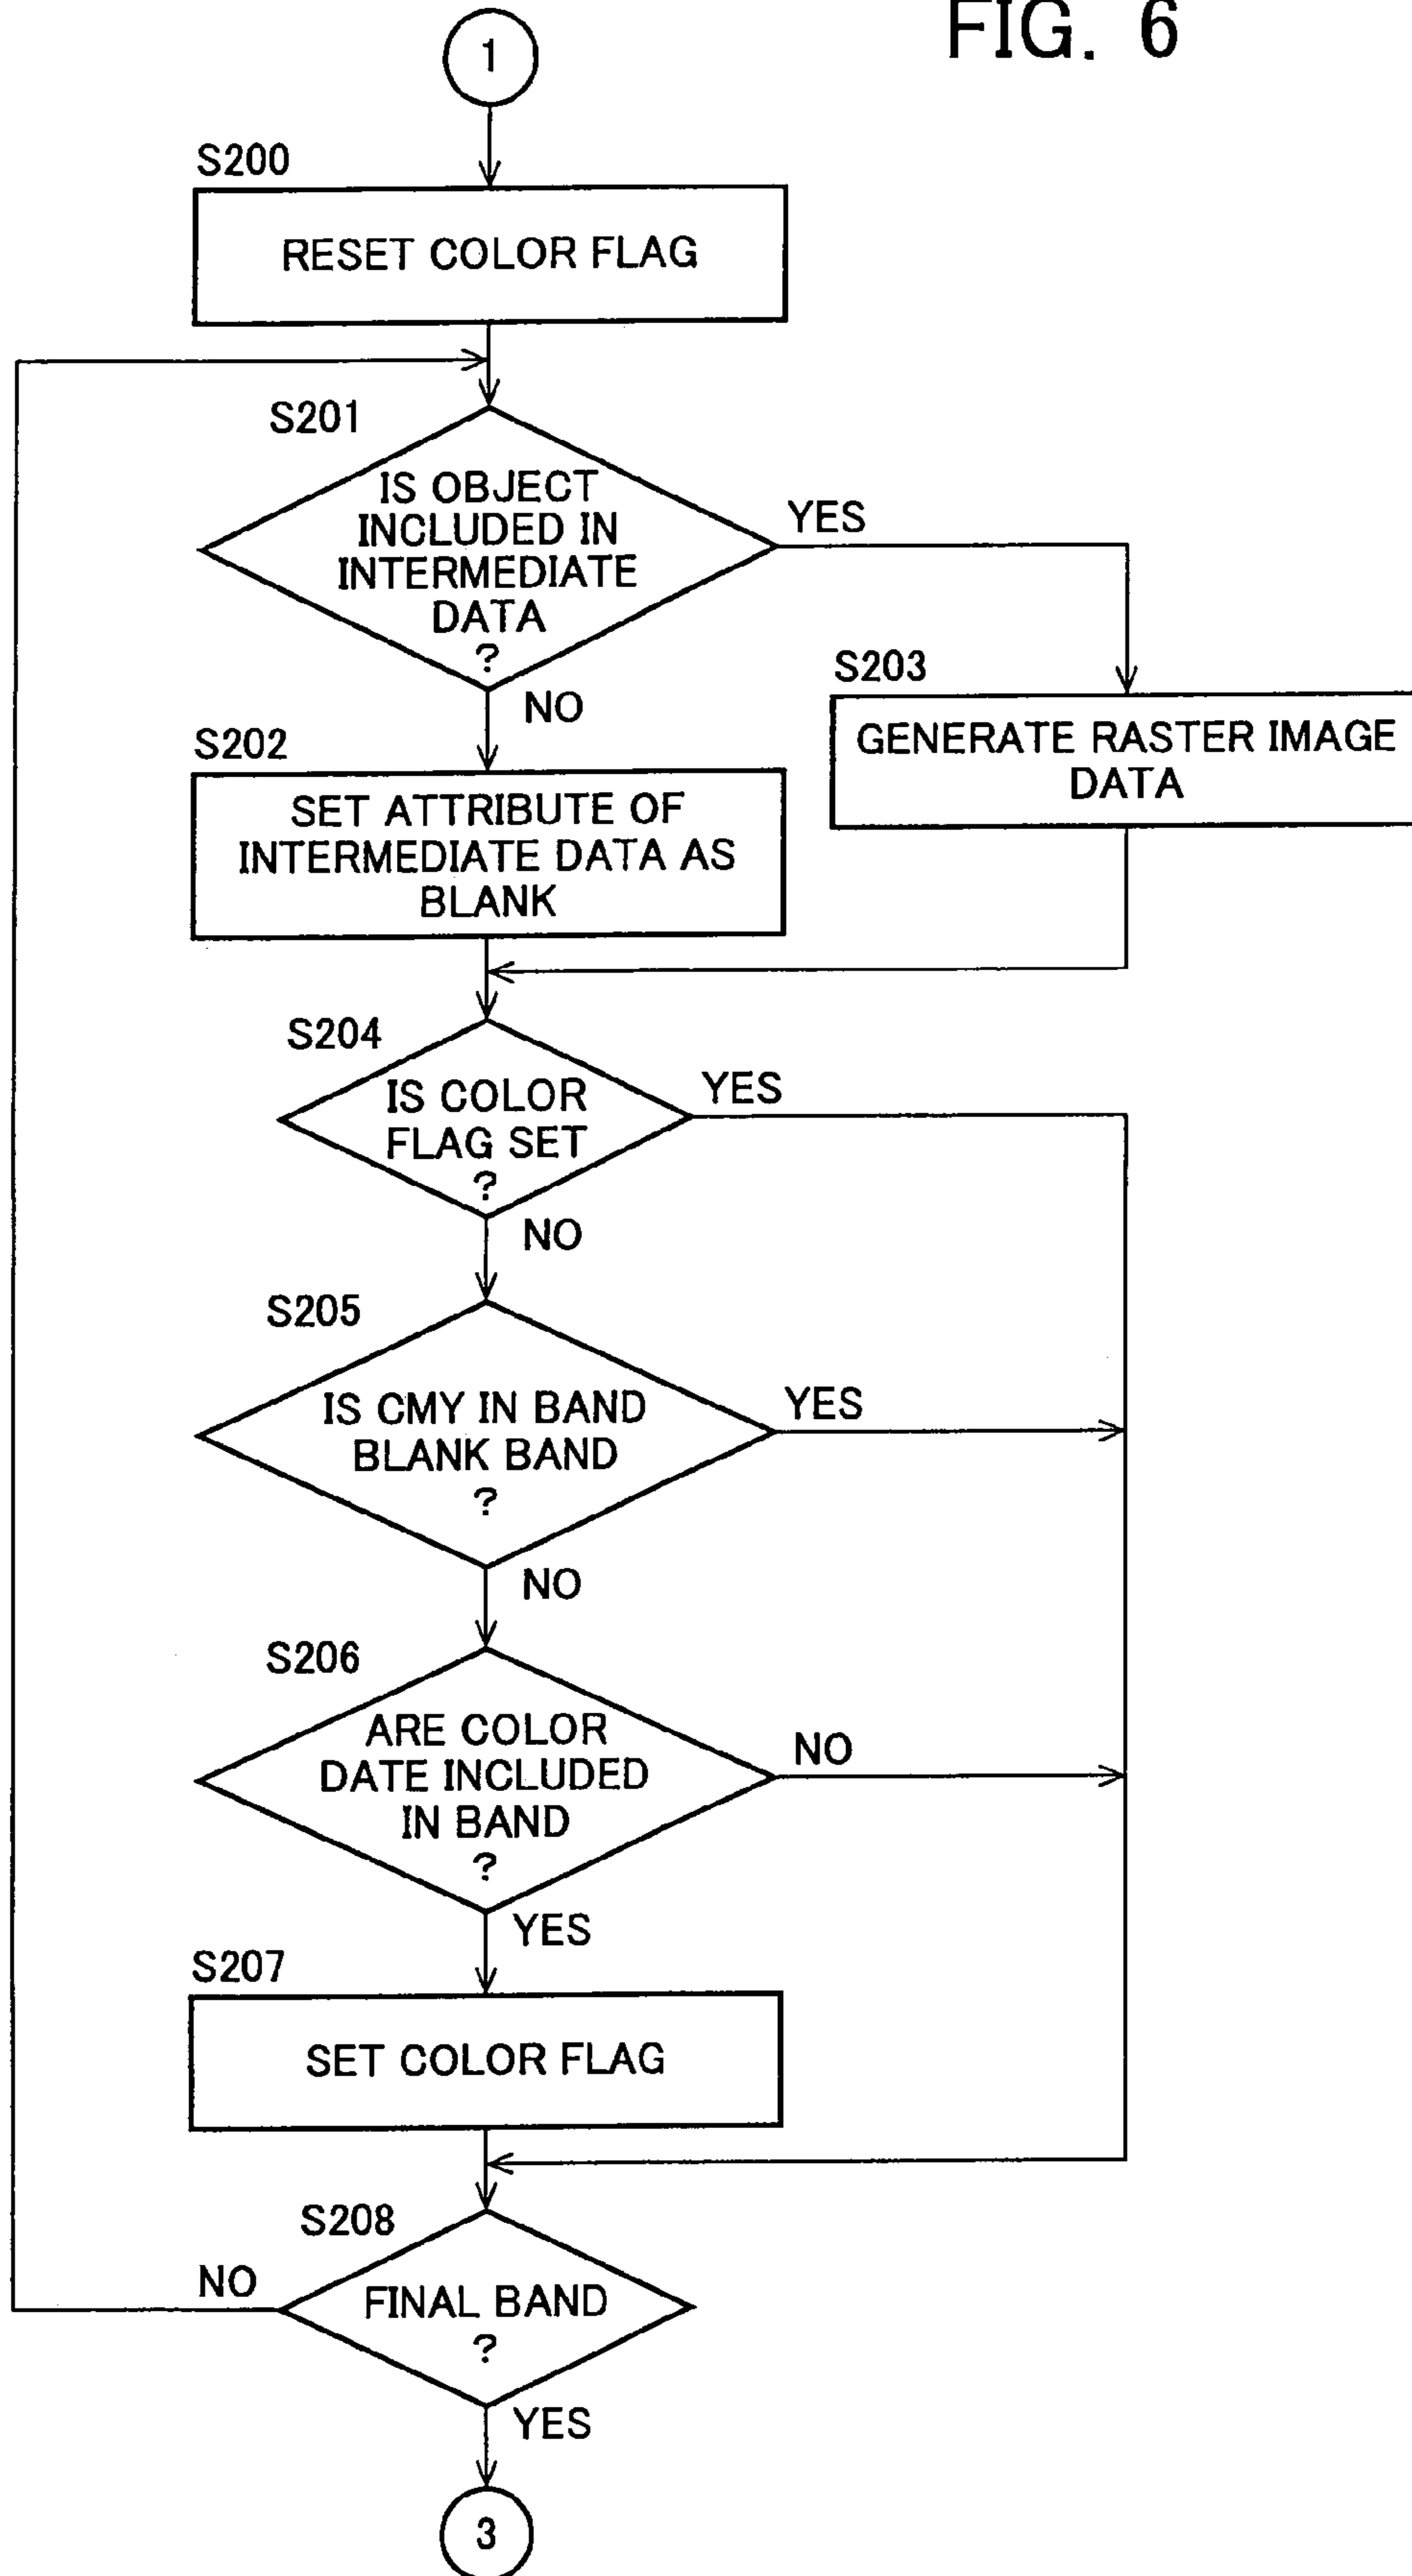 FIG. 6
1
S200
RESET COLOR FLAG
S201
IS OBJECT
INCLUDED IN
INTERMEDIATE
DATA
?
YES
NO
S203
GENERATE RASTER IMAGE
DATA
S202
SET ATTRIBUTE OF
INTERMEDIATE DATA AS
BLANK
S204
IS COLOR
FLAG SET
?
YES
NO
S205
IS CMY IN BAND
BLANK BAND
?
YES
NO
S206
ARE COLOR
DATE INCLUDED
IN BAND
?
NO
YES
S207
SET COLOR FLAG
S208
FINAL BAND
?
NO
YES
3